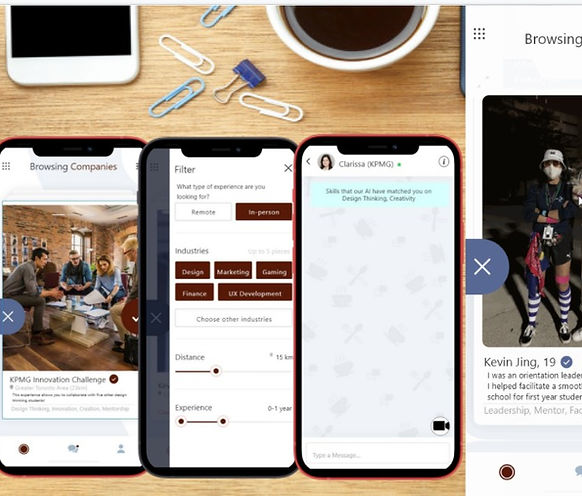 Browsing Companies
KPMG Innovation Challenge
Greater Toronto Area (23km)
This experience allows you to collaborate with five other design
thinking students!
Design Thinking, Innovation, Creation, Mentorship
Filter
What type of experience are you
looking for?
Remote
In-person
Industries
Up to 5 pieces
Design
Marketing
Gaming
Finance
UX Development
Choose other industries
Distance
15 km
Experience
0-1 year
Clarissa (KPMG)
Skills that our AI have matched you on
Design Thinking, Creativity
Type a Message...
Browsing
Kevin Jing, 19
I was an orientation leade
I helped facilitate a smoot
school for first year studen
Leadership, Mentor, Fac